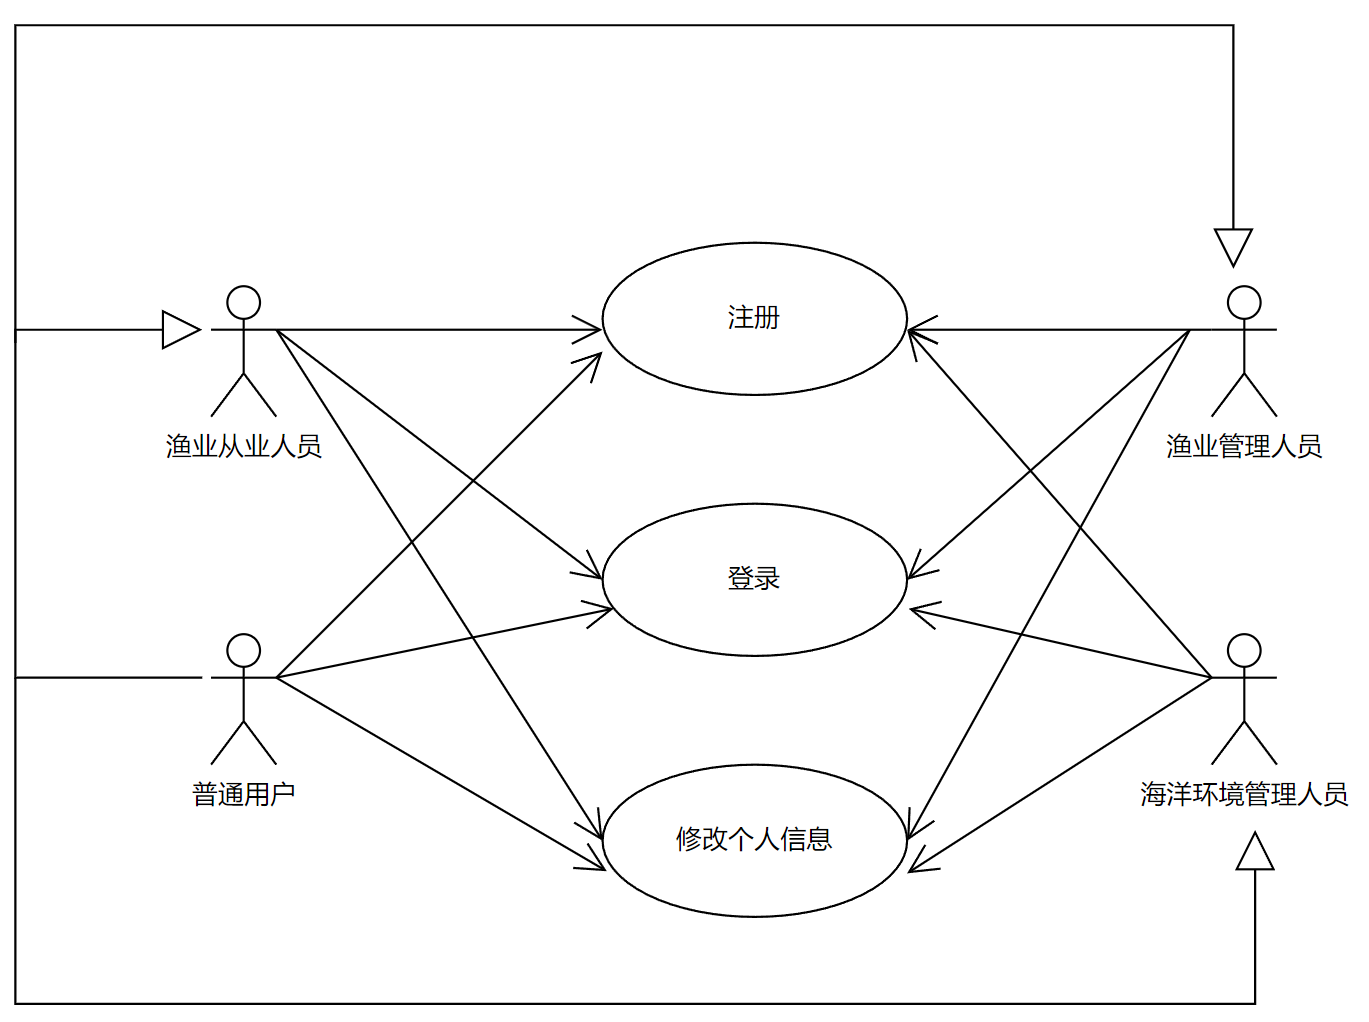 注册
渔业从业人员
渔业管理人员
登录
普通用户
海洋环境管理人员
修改个人信息